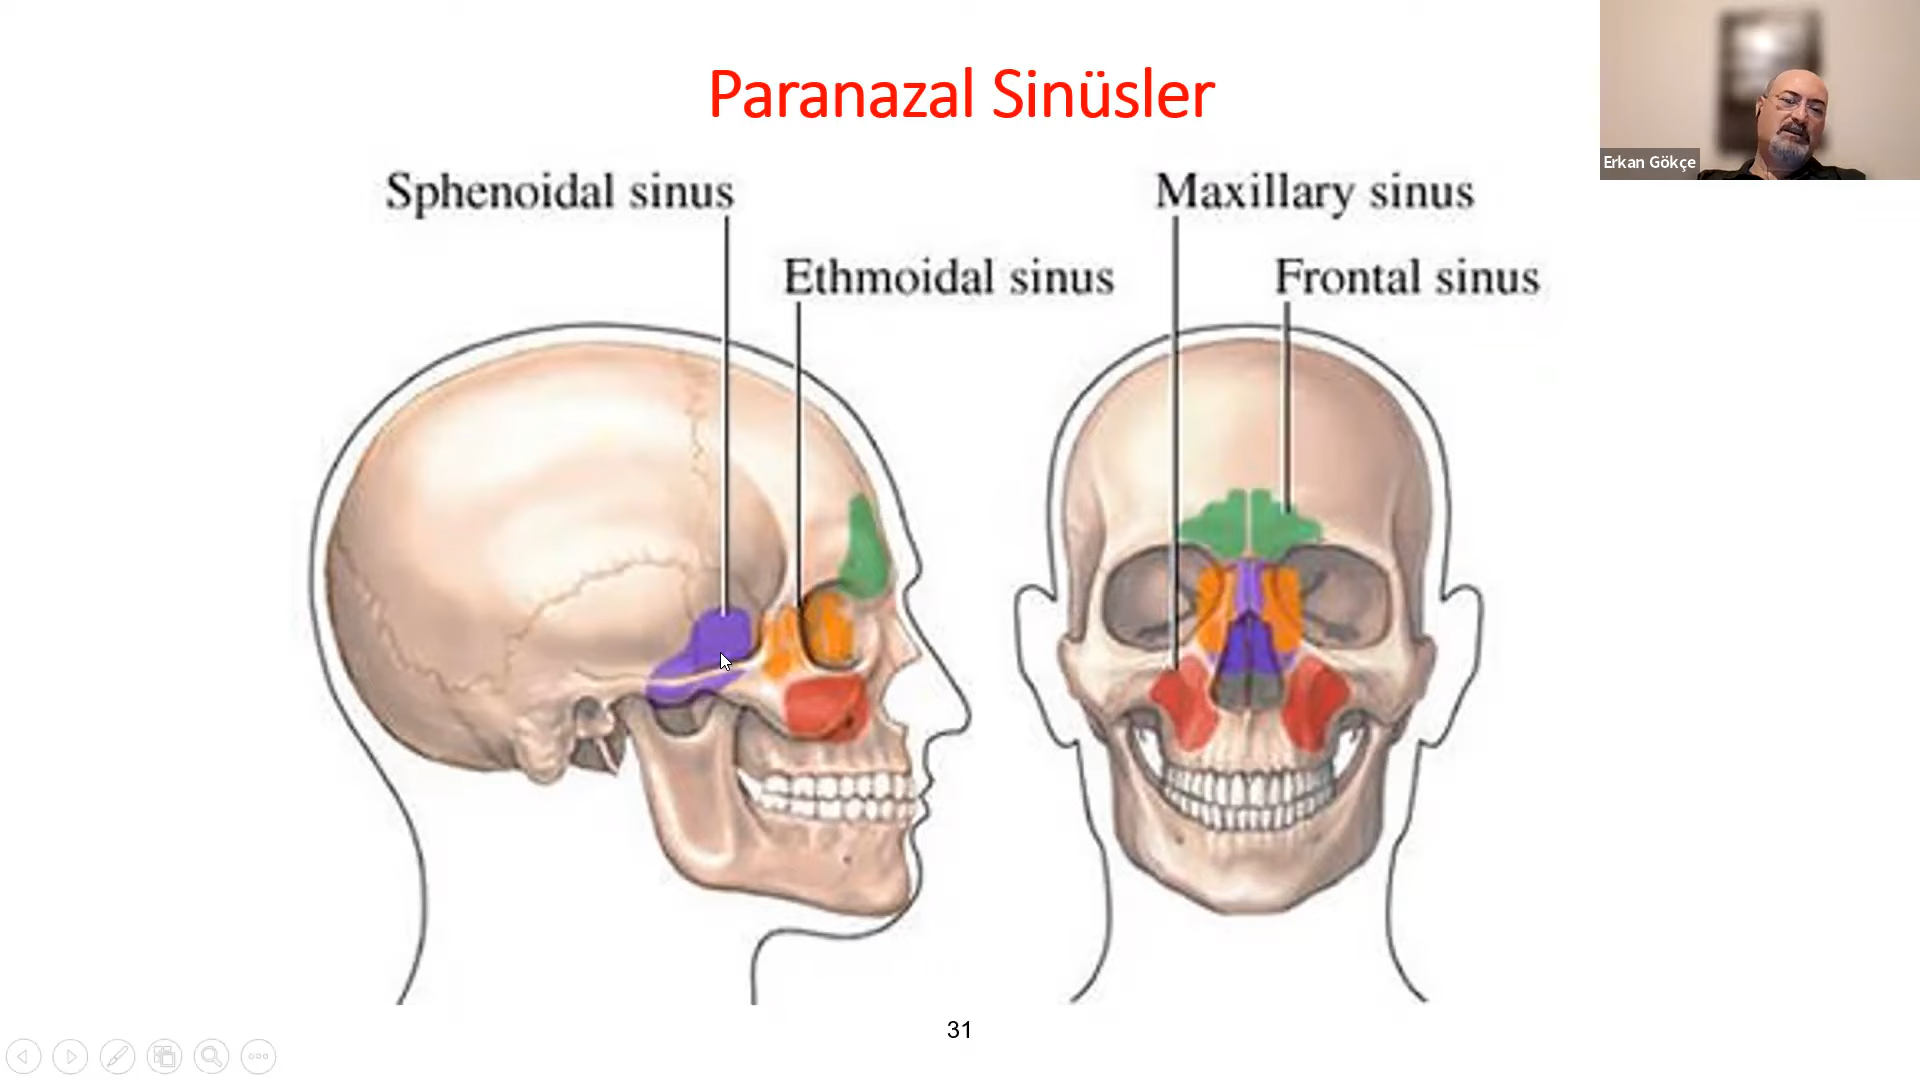 Paranazal Sinüsler
Erkan Gökçe
Sphenoidal sinus
Maxillary sinus
Ethmoidal sinus
Frontal sinus
31